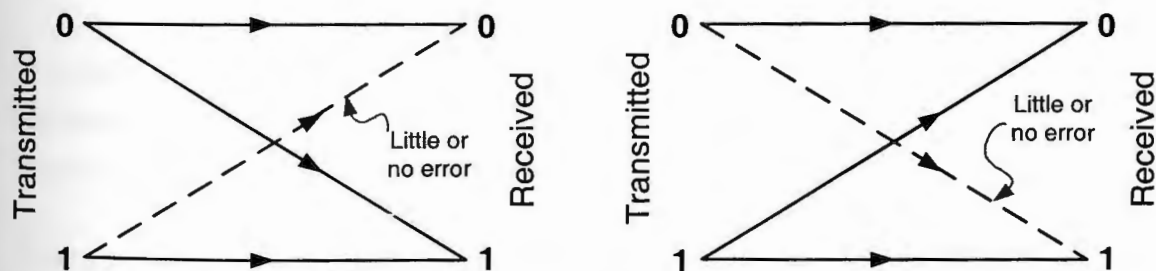 Transmitted
0
0
Little or
no error
Received
1
1
Transmitted
0
0
Little or
no error
Received
1
1